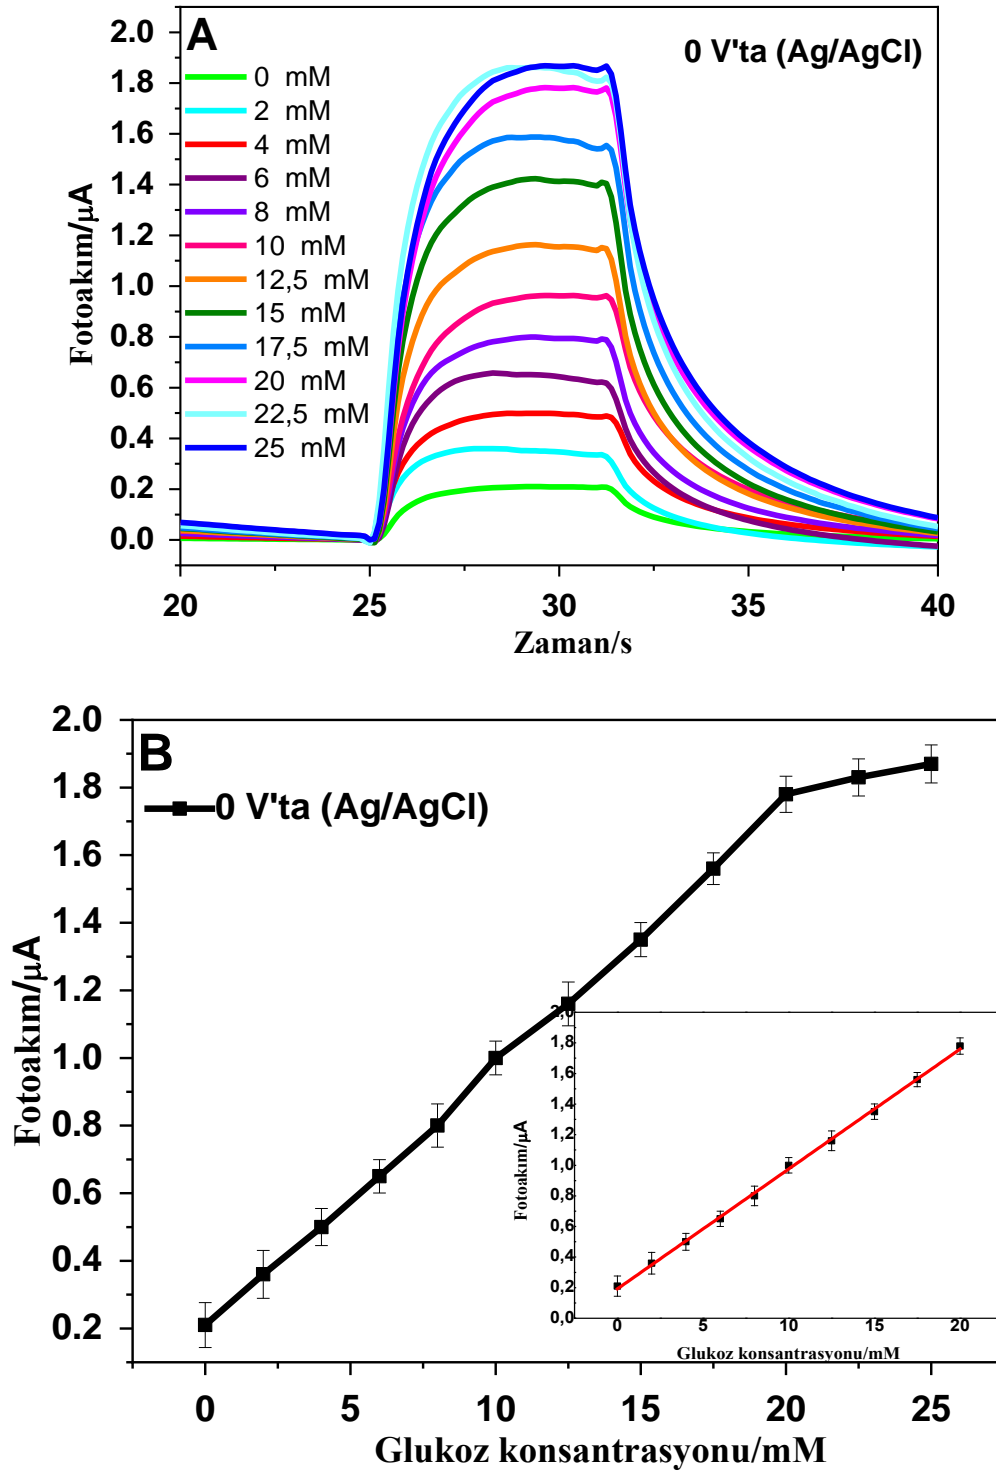 A
0 V'ta (Ag/AgCl)
2.0
1.8
1.6
1.4
1.2
1.0
0.8
0.6
0.4
0.2
0.0
Fotoakım/µA
0 mM
2 mM
4 mM
6 mM
8 mM
10 mM
12,5 mM
15 mM
17,5 mM
20 mM
22,5 mM
25 mM
20 25 30 35 40
Zaman/s
B
0 V'ta (Ag/AgCl)
2.0
1.8
1.6
1.4
1.2
1.0
0.8
0.6
0.4
0.2
Fotoakım/µA
2,0
1,8
1,6
1,4
1,2
1,0
0,8
0,6
0,4
0,2
0,0
Fotoakım/µA
0 5 10 15 20
Glukoz konsantrasyonu/mM
0 5 10 15 20 25
Glukoz konsantrasyonu/mM